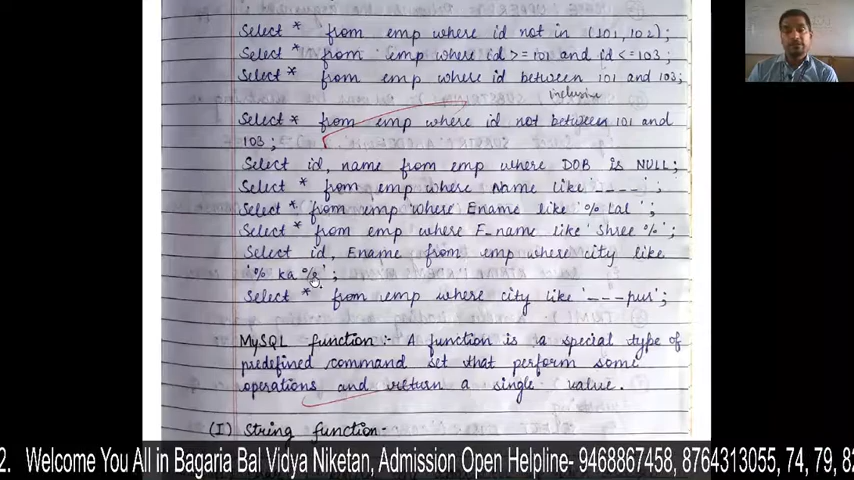 Select * from emp where id not in (101, 102);
Select * from emp where id >= 101 and id <= 103;
Select * from emp where id between 101 and 103;
inclusive
Select * from emp where id not between 101 and
103;
Select id, name from emp where DOB is NULL;
Select * from emp where Name like '_ _ _ _';
Select * from emp where Ename like '% Lal';
Select * from emp where E_name like 'Shree %';
Select id, Ename from emp where city like
'% ka %';
Select * from emp where city like '_ _ _ pur';
MySQL function :- A function is a special type of
predefined command set that perform some
operations and return a single value.
(I) String function:-
2. Welcome You All in Bagaria Bal Vidya Niketan, Admission Open Helpline- 9468867458, 8764313055, 74, 79, 82